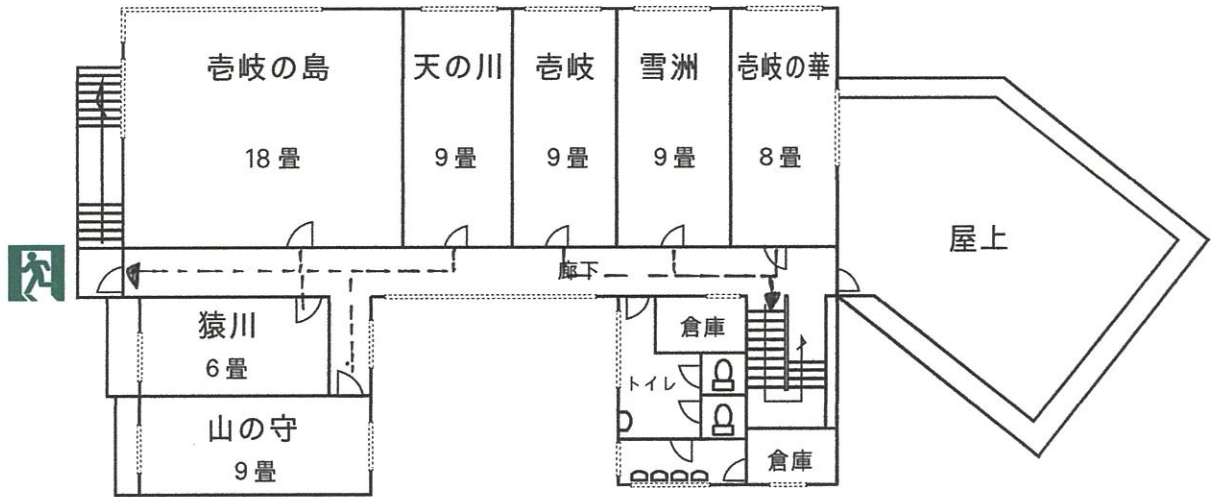 壱岐の島
18 畳
天の川
9 畳
壱岐
9 畳
雪洲
9 畳
壱岐の華
8 畳
屋上
廊下
猿川
6 畳
倉庫
トイレ
山の守
9 畳
倉庫